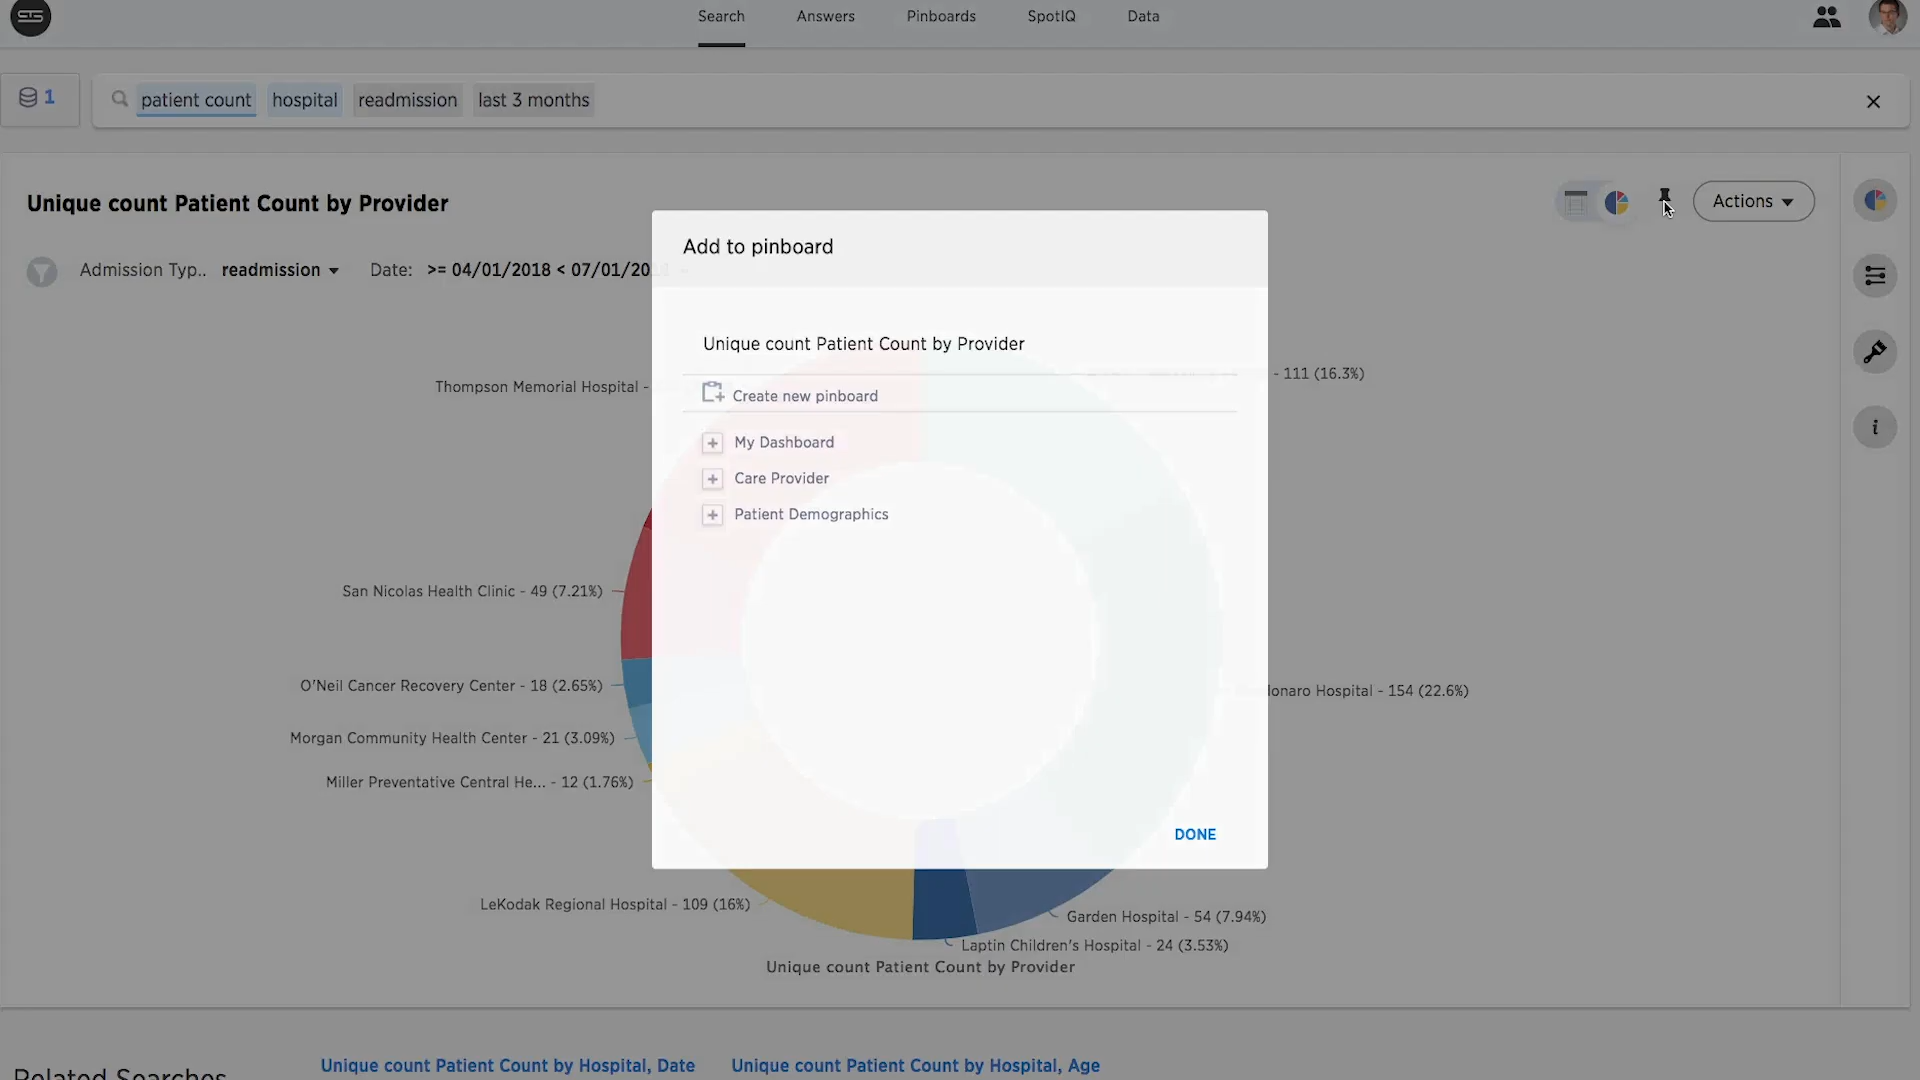 Search Answers Pinboards SpotIQ Data
1 patient count hospital readmission last 3 months
Unique count Patient Count by Provider
Actions
Admission Typ.. readmission Date: >= 04/01/2018 < 07/01/20
Add to pinboard
Unique count Patient Count by Provider
Create new pinboard
My Dashboard
Care Provider
Patient Demographics
DONE
Thompson Memorial Hospital -
- 111 (16.3%)
San Nicolas Health Clinic - 49 (7.21%)
O'Neil Cancer Recovery Center - 18 (2.65%)
lonaro Hospital - 154 (22.6%)
Morgan Community Health Center - 21 (3.09%)
Miller Preventative Central He... - 12 (1.76%)
LeKodak Regional Hospital - 109 (16%)
Garden Hospital - 54 (7.94%)
Laptin Children's Hospital - 24 (3.53%)
Unique count Patient Count by Provider
Related Searches
Unique count Patient Count by Hospital, Date
Unique count Patient Count by Hospital, Age